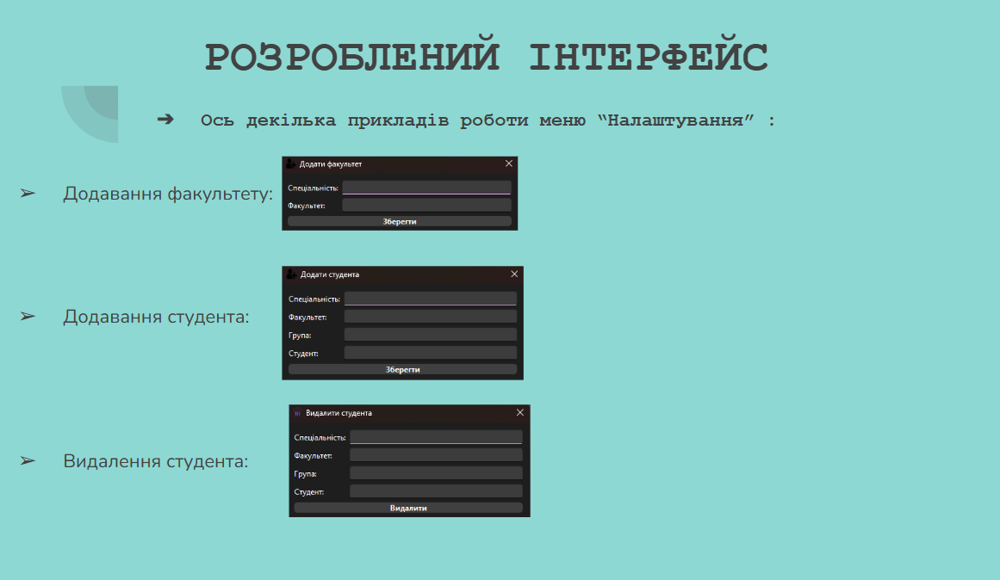 РОЗРОБЛЕНИЙ ІНТЕРФЕЙС
➔ Ось декілька прикладів роботи меню “Налаштування” :
➢ Додавання факультету:
Додати факультет
Спеціальність:
Факультет:
Зберегти
➢ Додавання студента:
Додати студента
Спеціальність:
Факультет:
Група:
Студент:
Зберегти
➢ Видалення студента:
Видалити студента
Спеціальність:
Факультет:
Група:
Студент:
Видалити